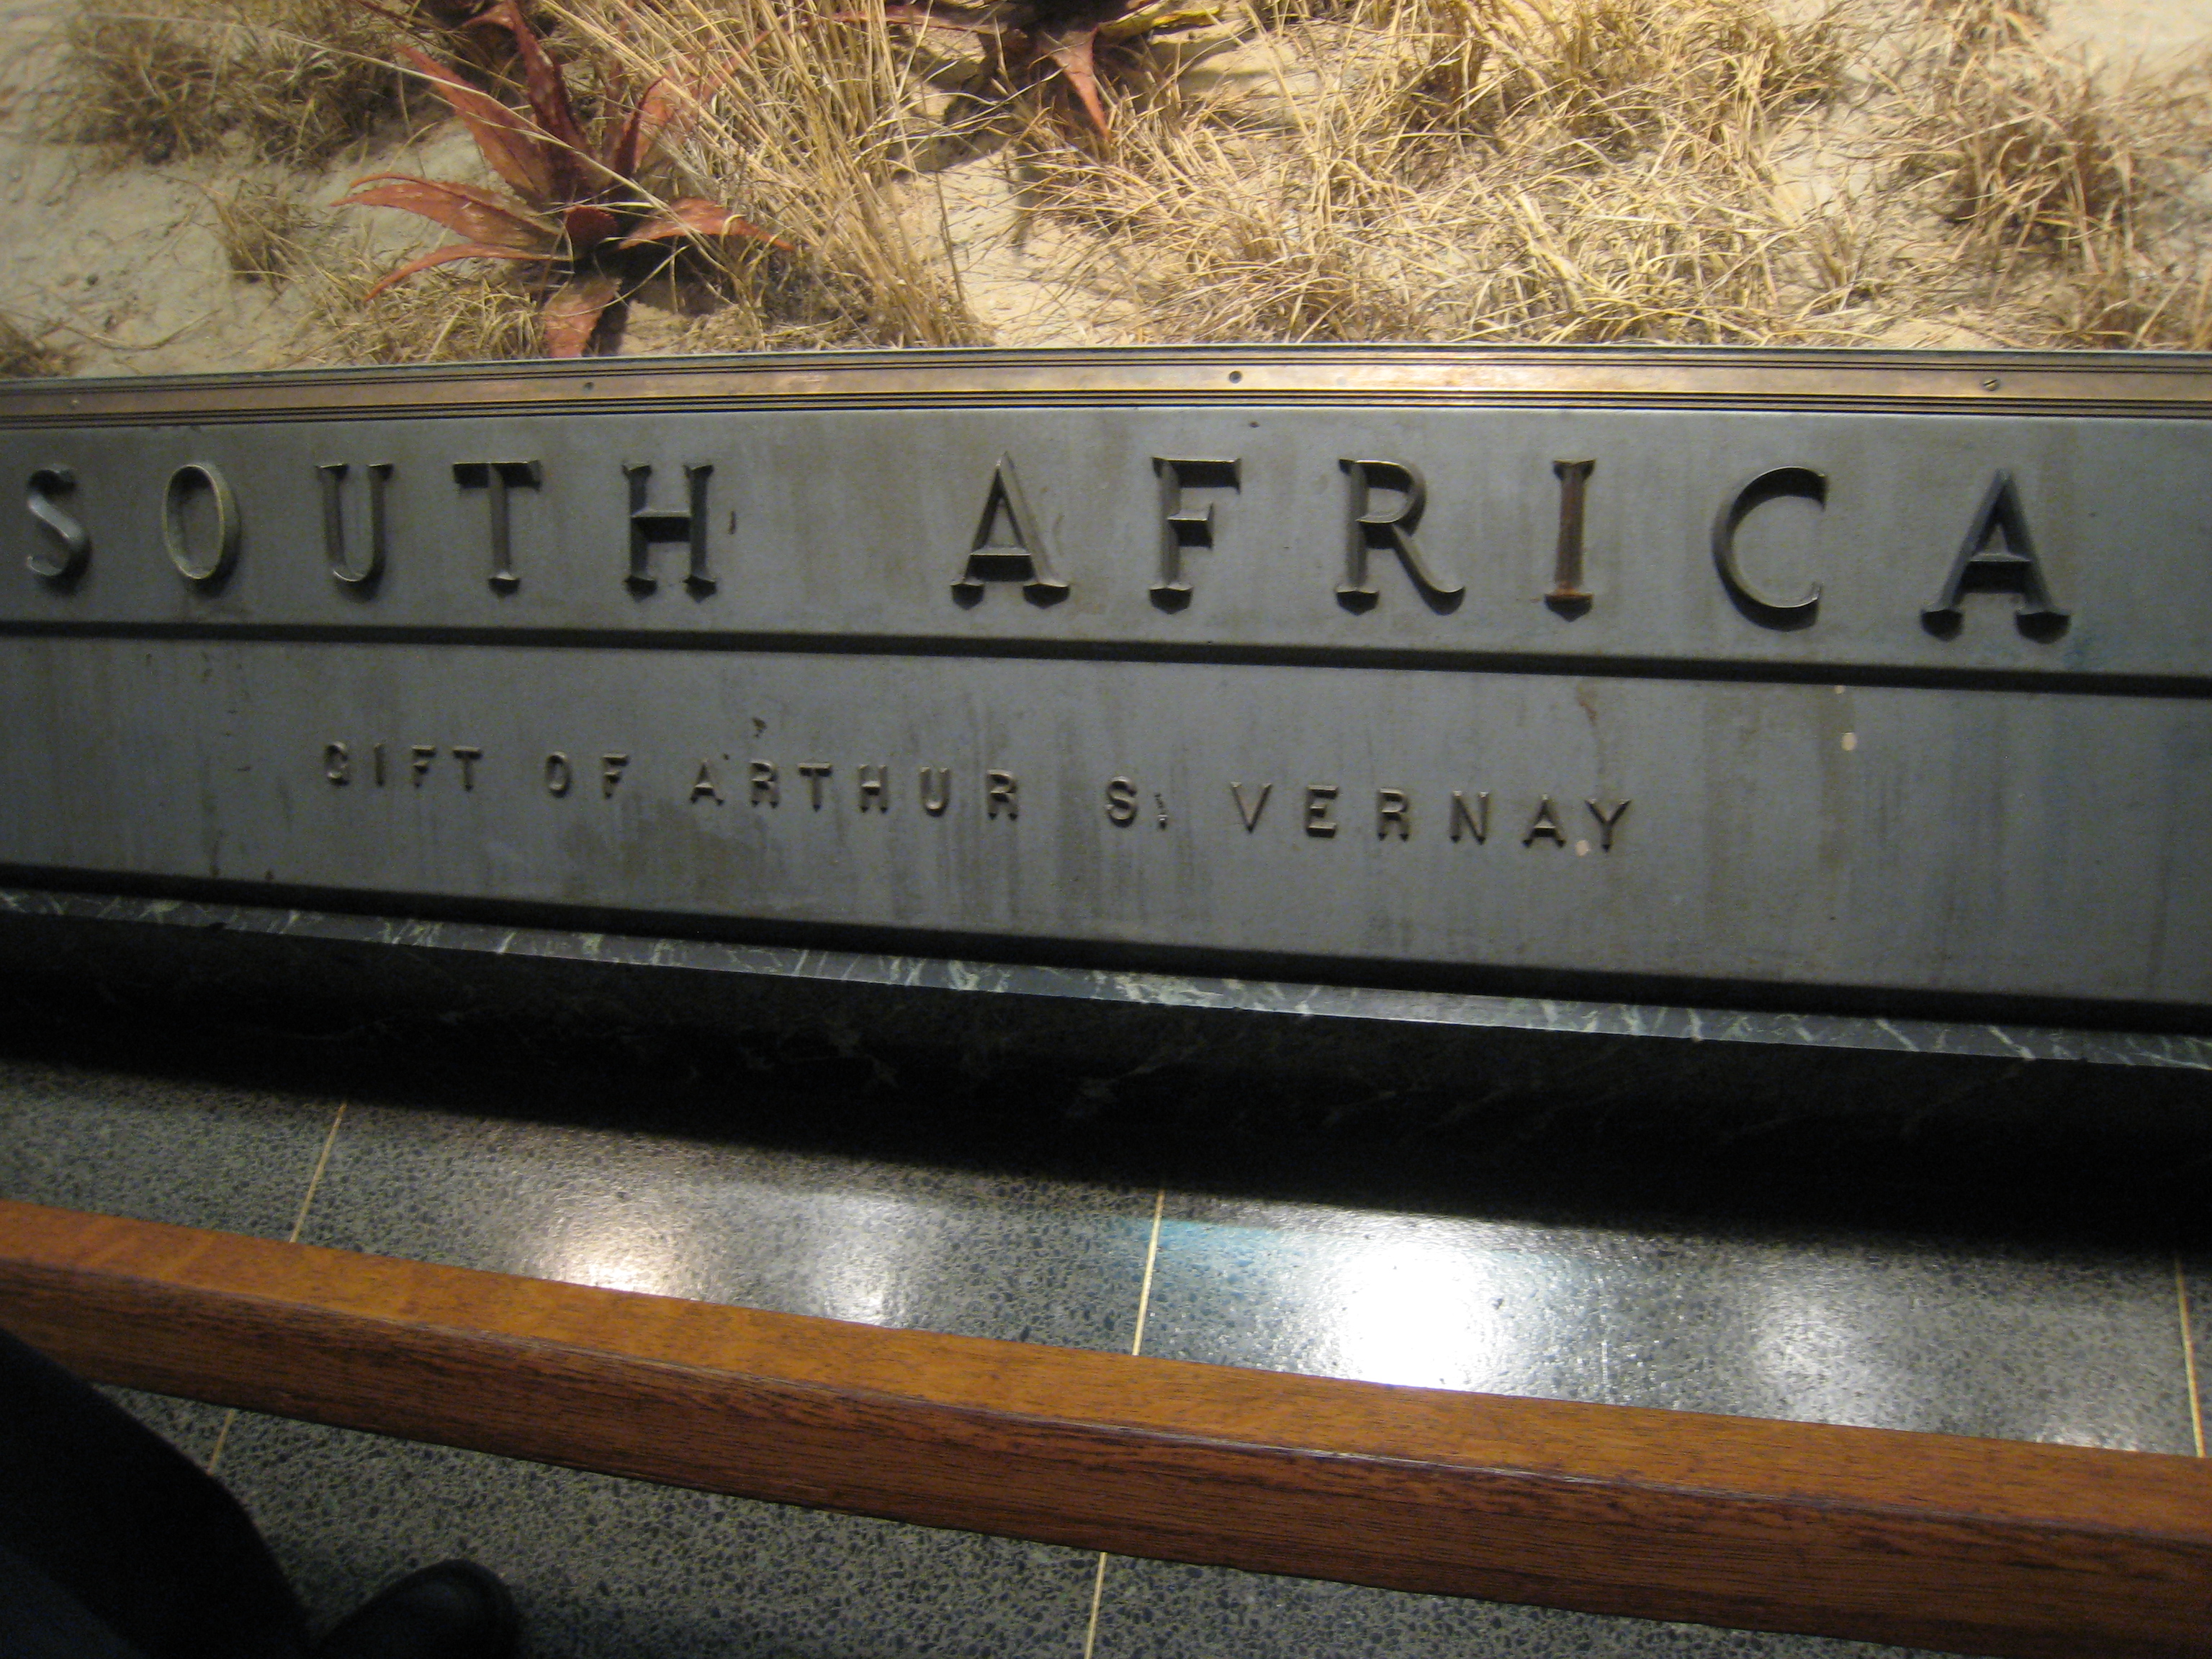 SOUTH AFRICA
GIFT OF ARTHUR S. VERNAY